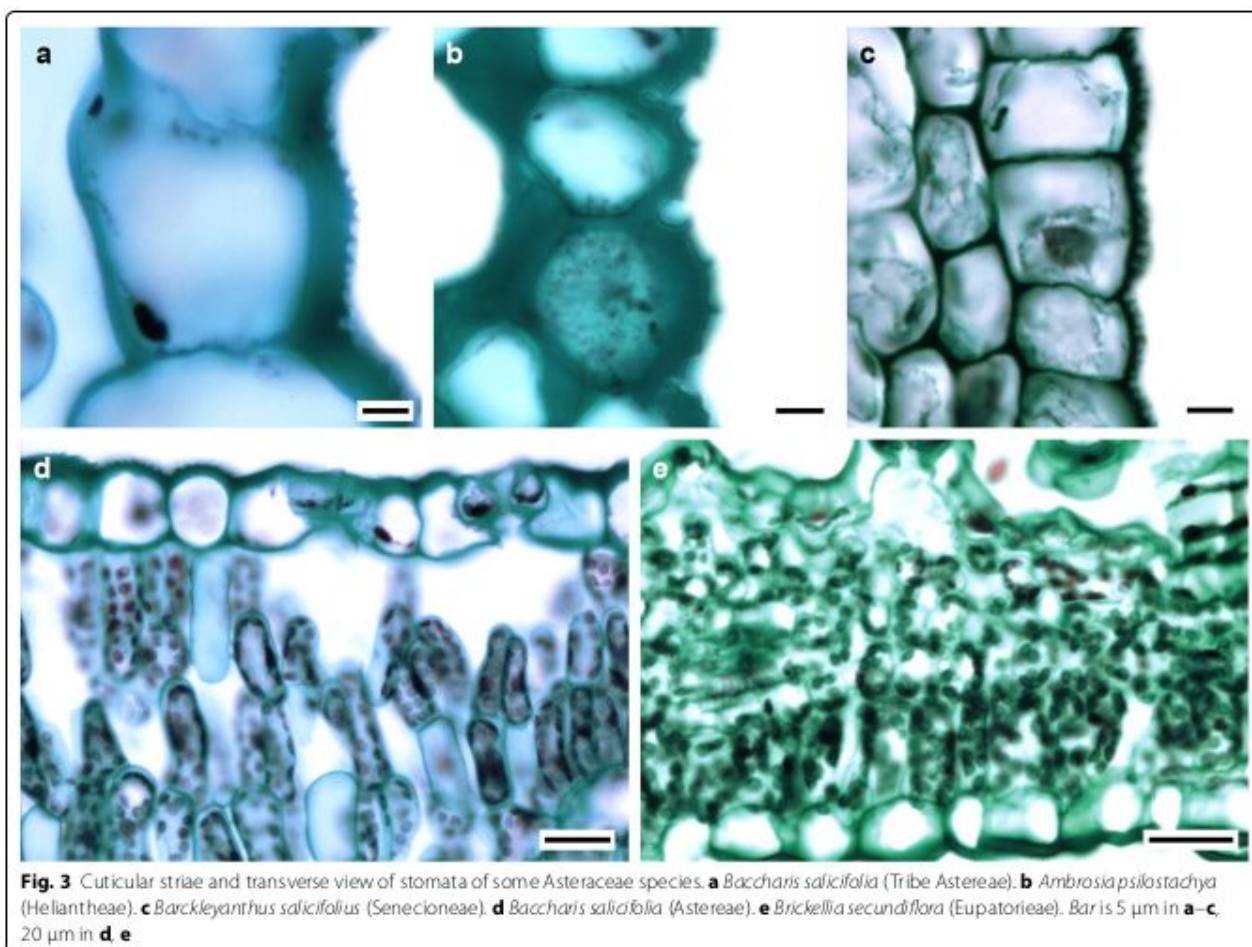 a
b
c
d
e
Fig. 3 Cuticular striae and transverse view of stomata of some Asteraceae species. a Baccharis salicifolia (Tribe Astereae). b Ambrosia psilostachya
(Heliantheae). c Barckleyanthus salicifolius (Senecioneae). d Baccharis salicifolia (Astereae). e Brickellia secundiflora (Eupatorieae). Bar is 5 µm in a–c,
20 µm in d, e